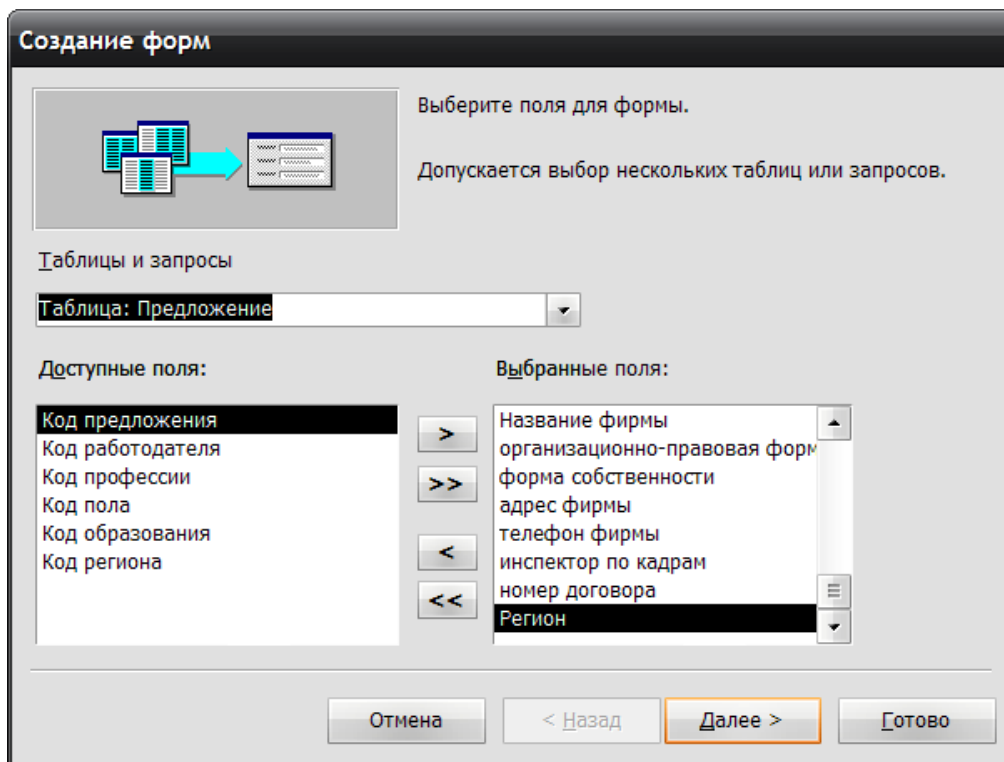 Создание форм
Выберите поля для формы.
Допускается выбор нескольких таблиц или запросов.
Таблицы и запросы
Таблица: Предложение
Доступные поля:
Код предложения
Код работодателя
Код профессии
Код пола
Код образования
Код региона
>
>>
<
<<
Выбранные поля:
Название фирмы
организационно-правовая форм
форма собственности
адрес фирмы
телефон фирмы
инспектор по кадрам
номер договора
Регион
Отмена
< Назад
Далее >
Готово